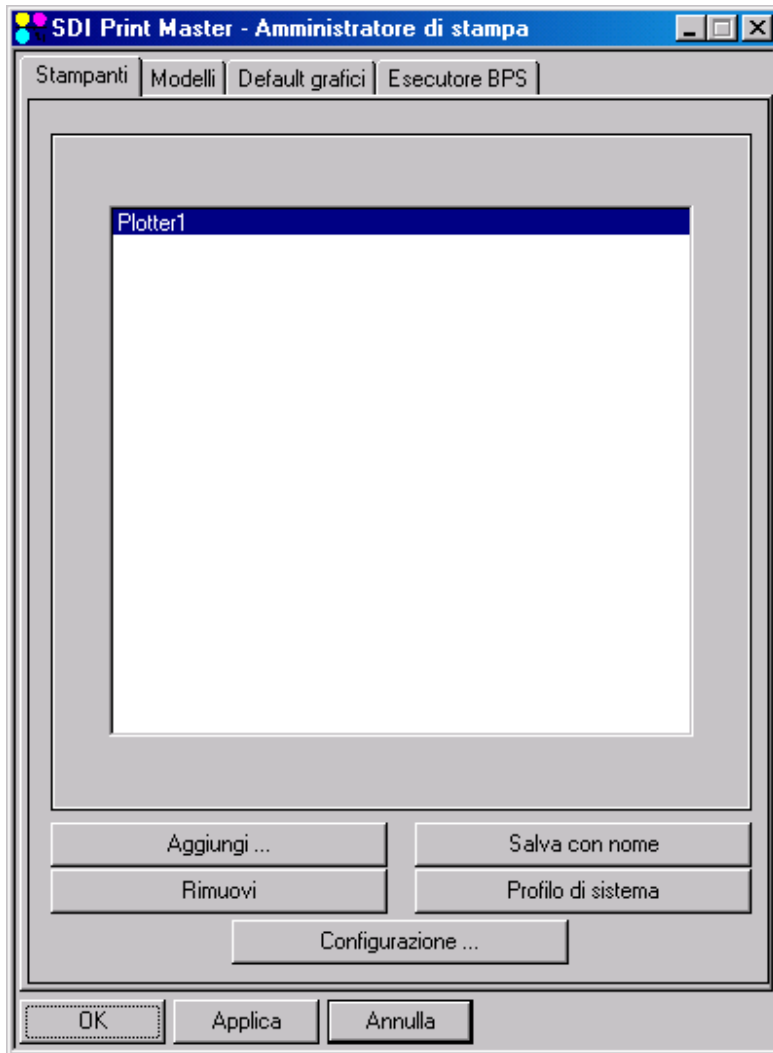 SDI Print Master - Amministratore di stampa
Stampanti Modelli Default grafici Esecutore BPS
Plotter1
Aggiungi ... Salva con nome
Rimuovi Profilo di sistema
Configurazione ...
OK Applica Annulla